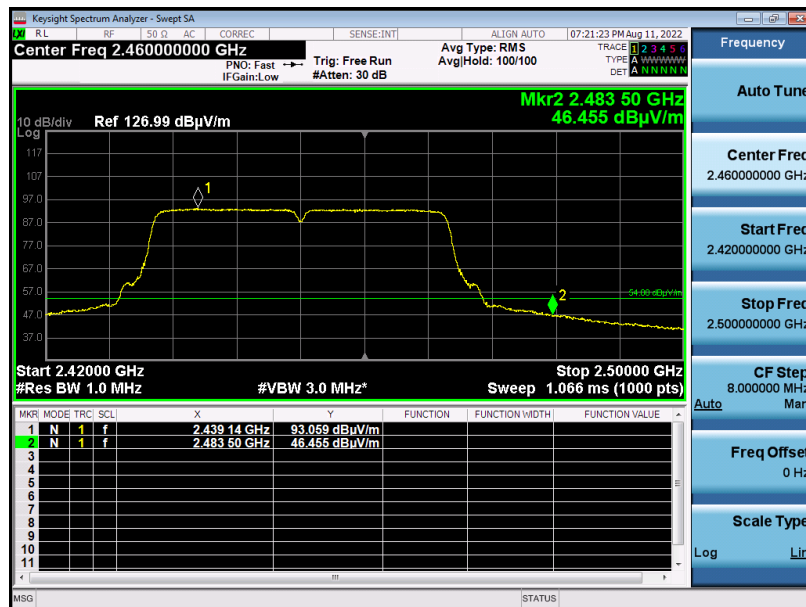 Keysight Spectrum Analyzer - Swept SA
LXI RL RF 50 Ω AC CORREC SENSE:INT ALIGN AUTO 07:21:23 PM Aug 11, 2022
Center Freq 2.460000000 GHz
PNO: Fast
IFGain:Low
Trig: Free Run
#Atten: 30 dB
Avg Type: RMS
Avg|Hold: 100/100
TRACE 1 2 3 4 5 6
TYPE A W W W W W
DET A N N N N N
Mkr2 2.483 50 GHz
46.455 dBµV/m
10 dB/div Ref 126.99 dBµV/m
Log
117
107
97.0
87.0
77.0
67.0
57.0
47.0
37.0
1
2
54.00 dBµV/m
Start 2.42000 GHz Stop 2.50000 GHz
#Res BW 1.0 MHz #VBW 3.0 MHz* Sweep 1.066 ms (1000 pts)
MKR MODE TRC SCL X Y FUNCTION FUNCTION WIDTH FUNCTION VALUE
1 N 1 f 2.439 14 GHz 93.059 dBµV/m
2 N 1 f 2.483 50 GHz 46.455 dBµV/m
3
4
5
6
7
8
9
10
11
MSG STATUS
Frequency
Auto Tune
Center Freq
2.460000000 GHz
Start Freq
2.420000000 GHz
Stop Freq
2.500000000 GHz
CF Step
8.000000 MHz
Auto Man
Freq Offset
0 Hz
Scale Type
Log Lin